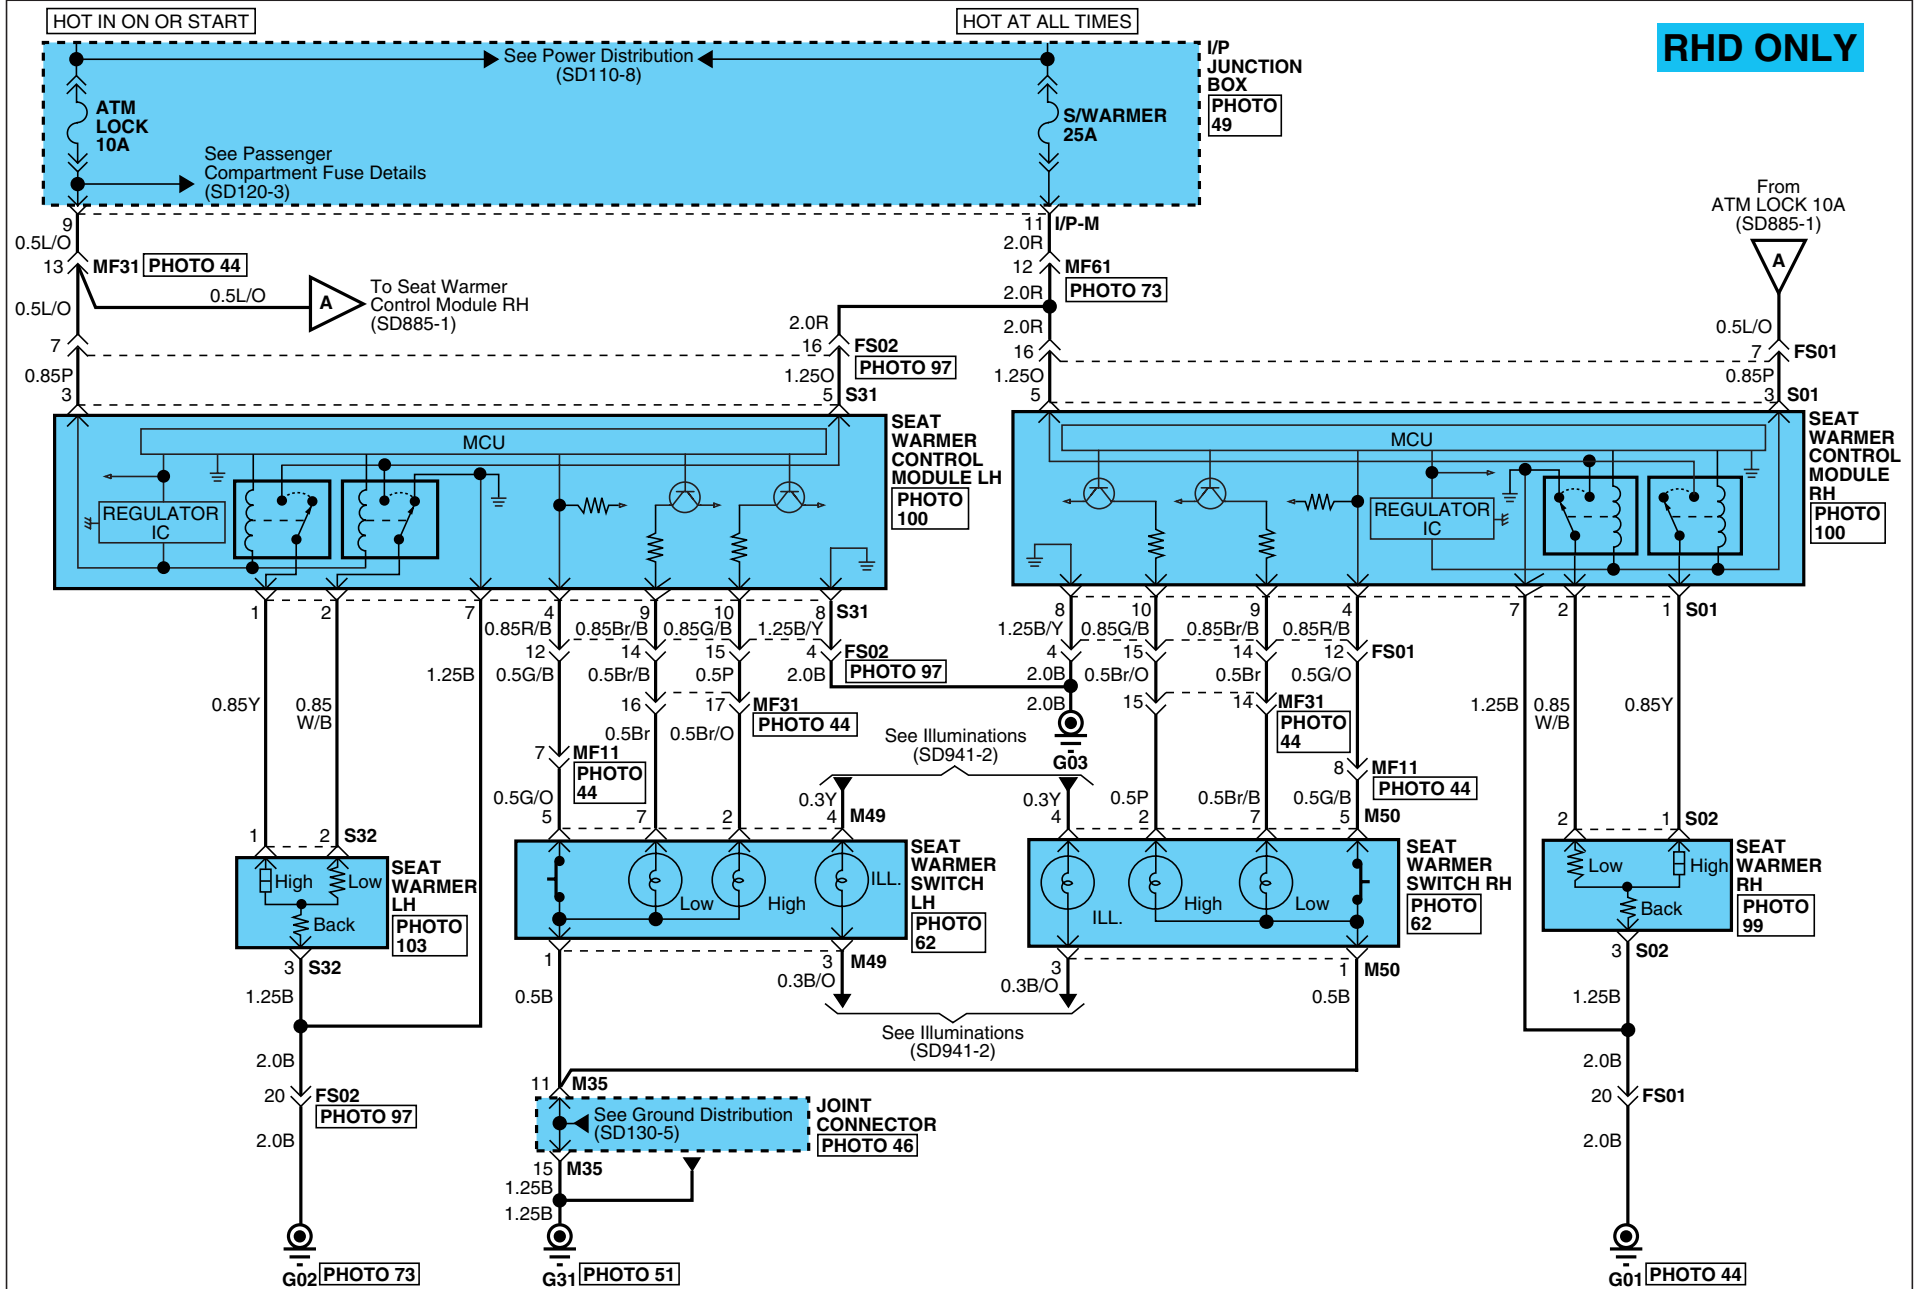 HOT IN ON OR START
HOT AT ALL TIMES
RHD ONLY
See Power Distribution
(SD110-8)
I/P
JUNCTION
BOX
PHOTO
49
ATM
LOCK
10A
S/WARMER
25A
See Passenger
Compartment Fuse Details
(SD120-3)
From
ATM LOCK 10A
(SD885-1)
A
9
11 I/P-M
0.5L/O
2.0R
13 MF31 PHOTO 44
12 MF61
PHOTO 73
0.5L/O
A
To Seat Warmer
Control Module RH
(SD885-1)
0.5L/O
2.0R
2.0R
2.0R
0.5L/O
7
16 FS02
PHOTO 97
16
7 FS01
0.85P
1.25O
1.25O
0.85P
3
5 S31
5
3 S01
MCU
REGULATOR
IC
SEAT
WARMER
CONTROL
MODULE LH
PHOTO
100
MCU
REGULATOR
IC
SEAT
WARMER
CONTROL
MODULE
RH
PHOTO
100
1 2 7 4 9 10 8 S31
8 10 9 4 7 2 1 S01
0.85R/B 0.85Br/B 0.85G/B 1.25B/Y
1.25B/Y 0.85G/B 0.85Br/B 0.85R/B
12 14 15 4 FS02
PHOTO 97
4 15 14 12 FS01
1.25B 0.5G/B 0.5Br/B 0.5P 2.0B
2.0B 0.5Br/O 0.5Br 0.5G/O
0.85Y
0.85
W/B
16 17 MF31
PHOTO 44
2.0B
15 14 MF31
PHOTO
44
1.25B
0.85
W/B
0.85Y
0.5Br 0.5Br/O
See Illuminations
(SD941-2)
G03
7 MF11
PHOTO
44
8 MF11
PHOTO 44
0.5G/O
0.3Y
0.3Y
0.5P
0.5Br/B
0.5G/B
5 7 2 4 M49
4 2 7 5 M50
1 2 S32
2 1 S02
High
Low
Back
SEAT
WARMER
LH
PHOTO
103
Low
High
ILL.
SEAT
WARMER
SWITCH
LH
PHOTO
62
ILL.
High
Low
SEAT
WARMER
SWITCH RH
PHOTO
62
Low
High
Back
SEAT
WARMER
RH
PHOTO
99
3 S32
1
3 M49
3
1 M50
3 S02
1.25B
0.5B
0.3B/O
0.3B/O
0.5B
1.25B
See Illuminations
(SD941-2)
2.0B
2.0B
20 FS02
PHOTO 97
11 M35
20 FS01
See Ground Distribution
(SD130-5)
JOINT
CONNECTOR
PHOTO 46
2.0B
2.0B
15 M35
1.25B
1.25B
G02 PHOTO 73
G31 PHOTO 51
G01 PHOTO 44